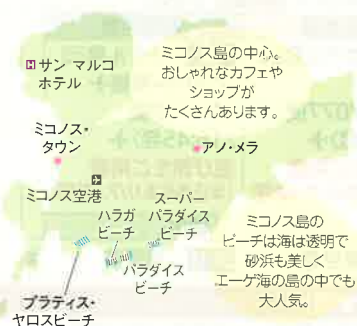 サン マルコ
ホテル
ミコノス島の中心。
おしゃれなカフェや
ショップが
たくさんあります。
ミコノス・
タウン
アノ・メラ
ミコノス空港
ハラガ
ビーチ
スーパー
パラダイス
ビーチ
パラダイス
ビーチ
プラティス・
ヤロスビーチ
ミコノス島の
ビーチは海は透明で
砂浜も美しく
エーゲ海の島の中でも
大人気。